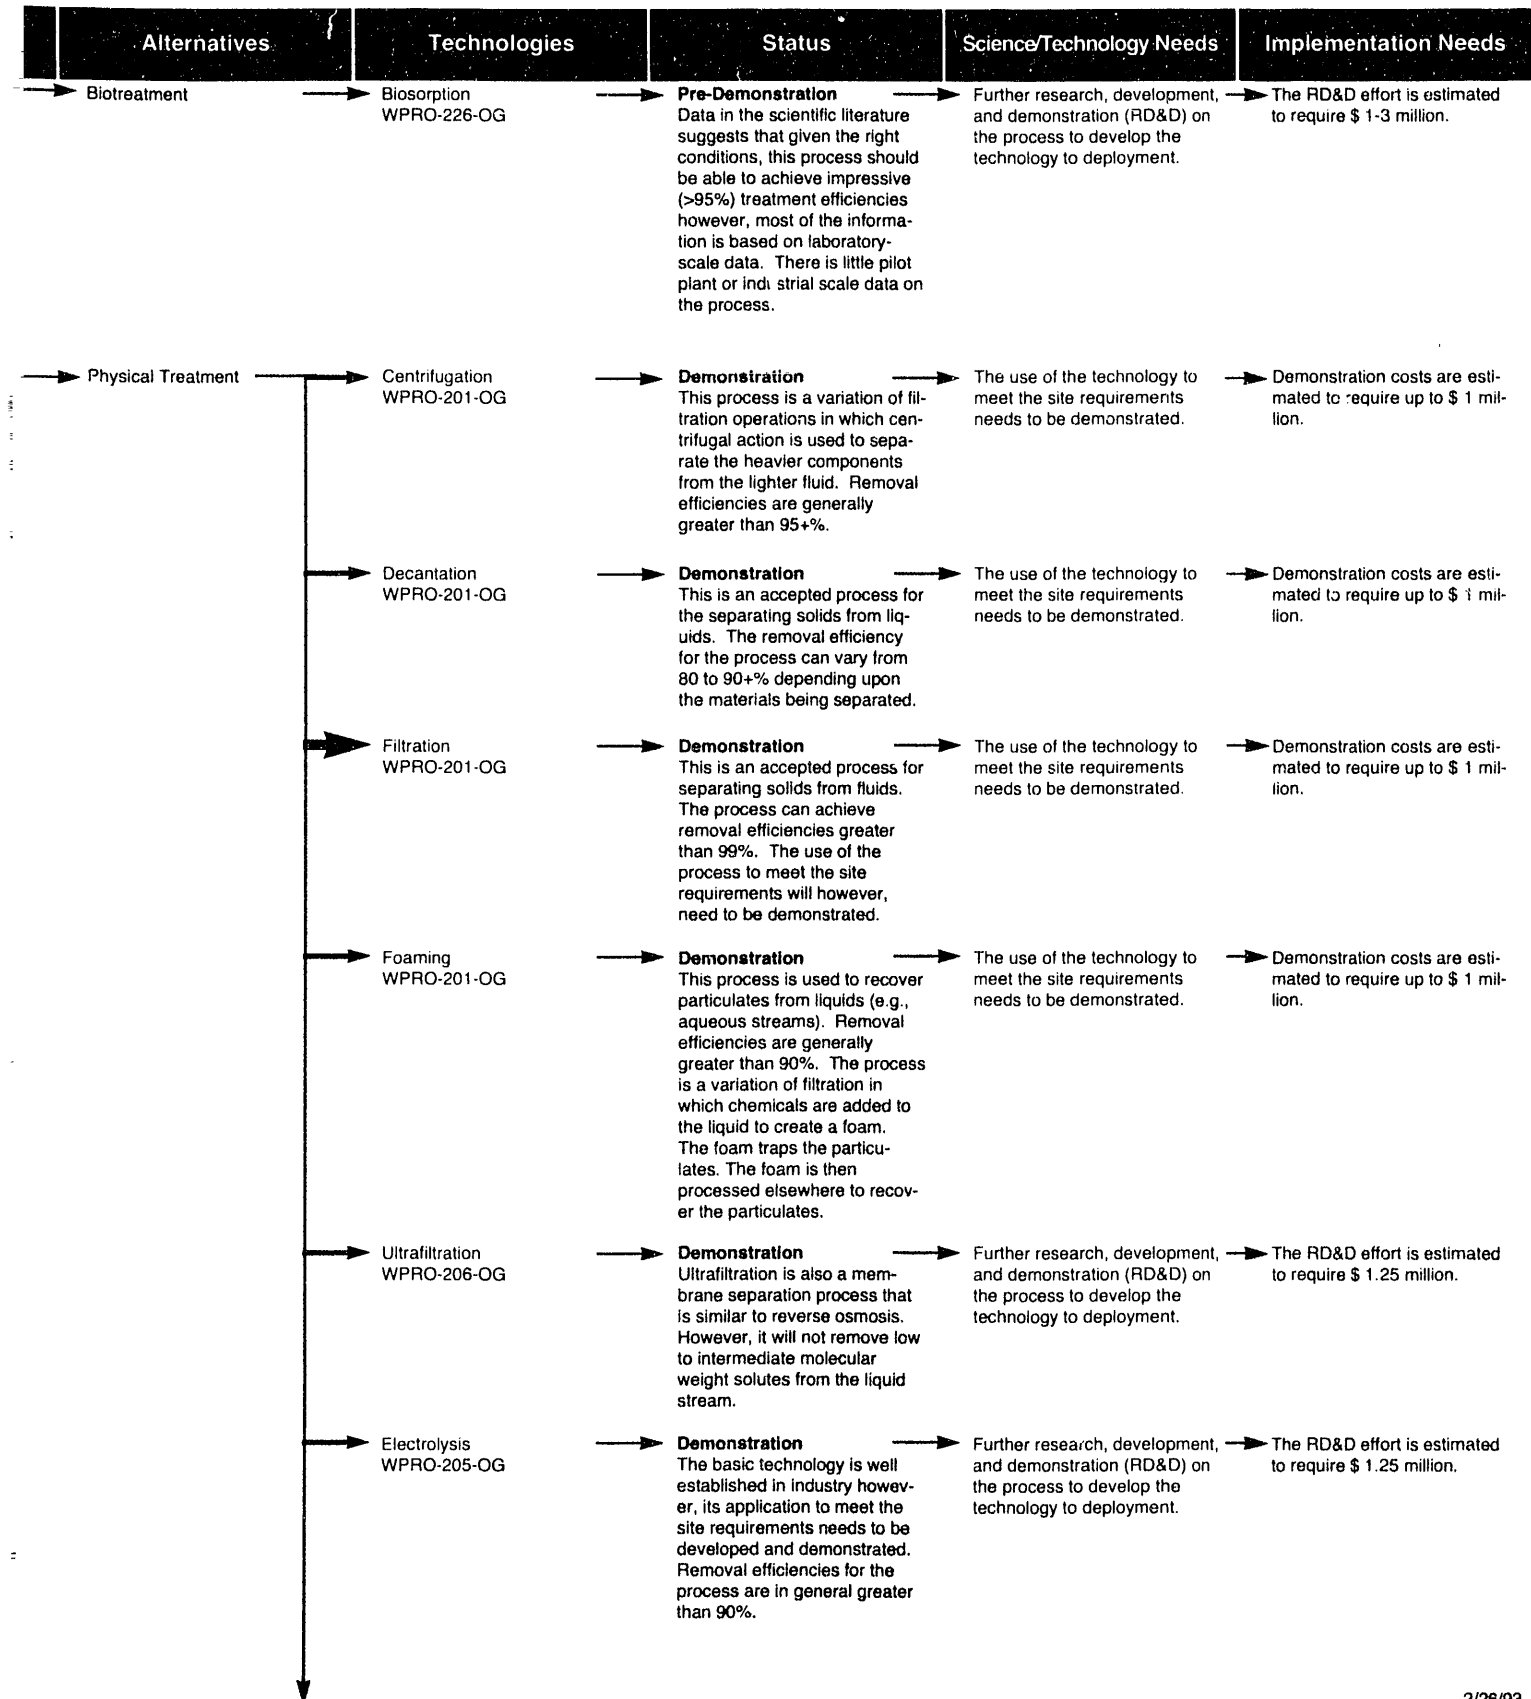 Alternatives Technologies Status Science/Technology Needs Implementation Needs
Biotreatment
Biosorption
WPRO-226-OG
Pre-Demonstration
Data in the scientific literature
suggests that given the right
conditions, this process should
be able to achieve impressive
(>95%) treatment efficiencies
however, most of the informa-
tion is based on laboratory-
scale data. There is little pilot
plant or industrial scale data on
the process.
Further research, development,
and demonstration (RD&D) on
the process to develop the
technology to deployment.
The RD&D effort is estimated
to require $ 1-3 million.
Physical Treatment
Centrifugation
WPRO-201-OG
Demonstration
This process is a variation of fil-
tration operations in which cen-
trifugal action is used to sepa-
rate the heavier components
from the lighter fluid. Removal
efficiencies are generally
greater than 95+%.
The use of the technology to
meet the site requirements
needs to be demonstrated.
Demonstration costs are esti-
mated to require up to $ 1 mil-
lion.
Decantation
WPRO-201-OG
Demonstration
This is an accepted process for
the separating solids from liq-
uids. The removal efficiency
for the process can vary from
80 to 90+% depending upon
the materials being separated.
The use of the technology to
meet the site requirements
needs to be demonstrated.
Demonstration costs are esti-
mated to require up to $ 1 mil-
lion.
Filtration
WPRO-201-OG
Demonstration
This is an accepted process for
separating solids from fluids.
The process can achieve
removal efficiencies greater
than 99%. The use of the
process to meet the site
requirements will however,
need to be demonstrated.
The use of the technology to
meet the site requirements
needs to be demonstrated.
Demonstration costs are esti-
mated to require up to $ 1 mil-
lion.
Foaming
WPRO-201-OG
Demonstration
This process is used to recover
particulates from liquids (e.g.,
aqueous streams). Removal
efficiencies are generally
greater than 90%. The process
is a variation of filtration in
which chemicals are added to
the liquid to create a foam.
The foam traps the particu-
lates. The foam is then
processed elsewhere to recov-
er the particulates.
The use of the technology to
meet the site requirements
needs to be demonstrated.
Demonstration costs are esti-
mated to require up to $ 1 mil-
lion.
Ultrafiltration
WPRO-206-OG
Demonstration
Ultrafiltration is also a mem-
brane separation process that
is similar to reverse osmosis.
However, it will not remove low
to intermediate molecular
weight solutes from the liquid
stream.
Further research, development,
and demonstration (RD&D) on
the process to develop the
technology to deployment.
The RD&D effort is estimated
to require $ 1.25 million.
Electrolysis
WPRO-205-OG
Demonstration
The basic technology is well
established in industry howev-
er, its application to meet the
site requirements needs to be
developed and demonstrated.
Removal efficiencies for the
process are in general greater
than 90%.
Further research, development,
and demonstration (RD&D) on
the process to develop the
technology to deployment.
The RD&D effort is estimated
to require $ 1.25 million.